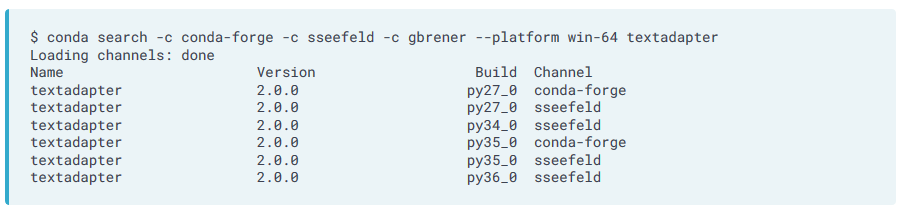 $ conda search -c conda-forge -c sseefeld -c gbrener --platform win-64 textadapter
Loading channels: done
Name Version Build Channel
textadapter 2.0.0 py27_0 conda-forge
textadapter 2.0.0 py27_0 sseefeld
textadapter 2.0.0 py34_0 sseefeld
textadapter 2.0.0 py35_0 conda-forge
textadapter 2.0.0 py35_0 sseefeld
textadapter 2.0.0 py36_0 sseefeld